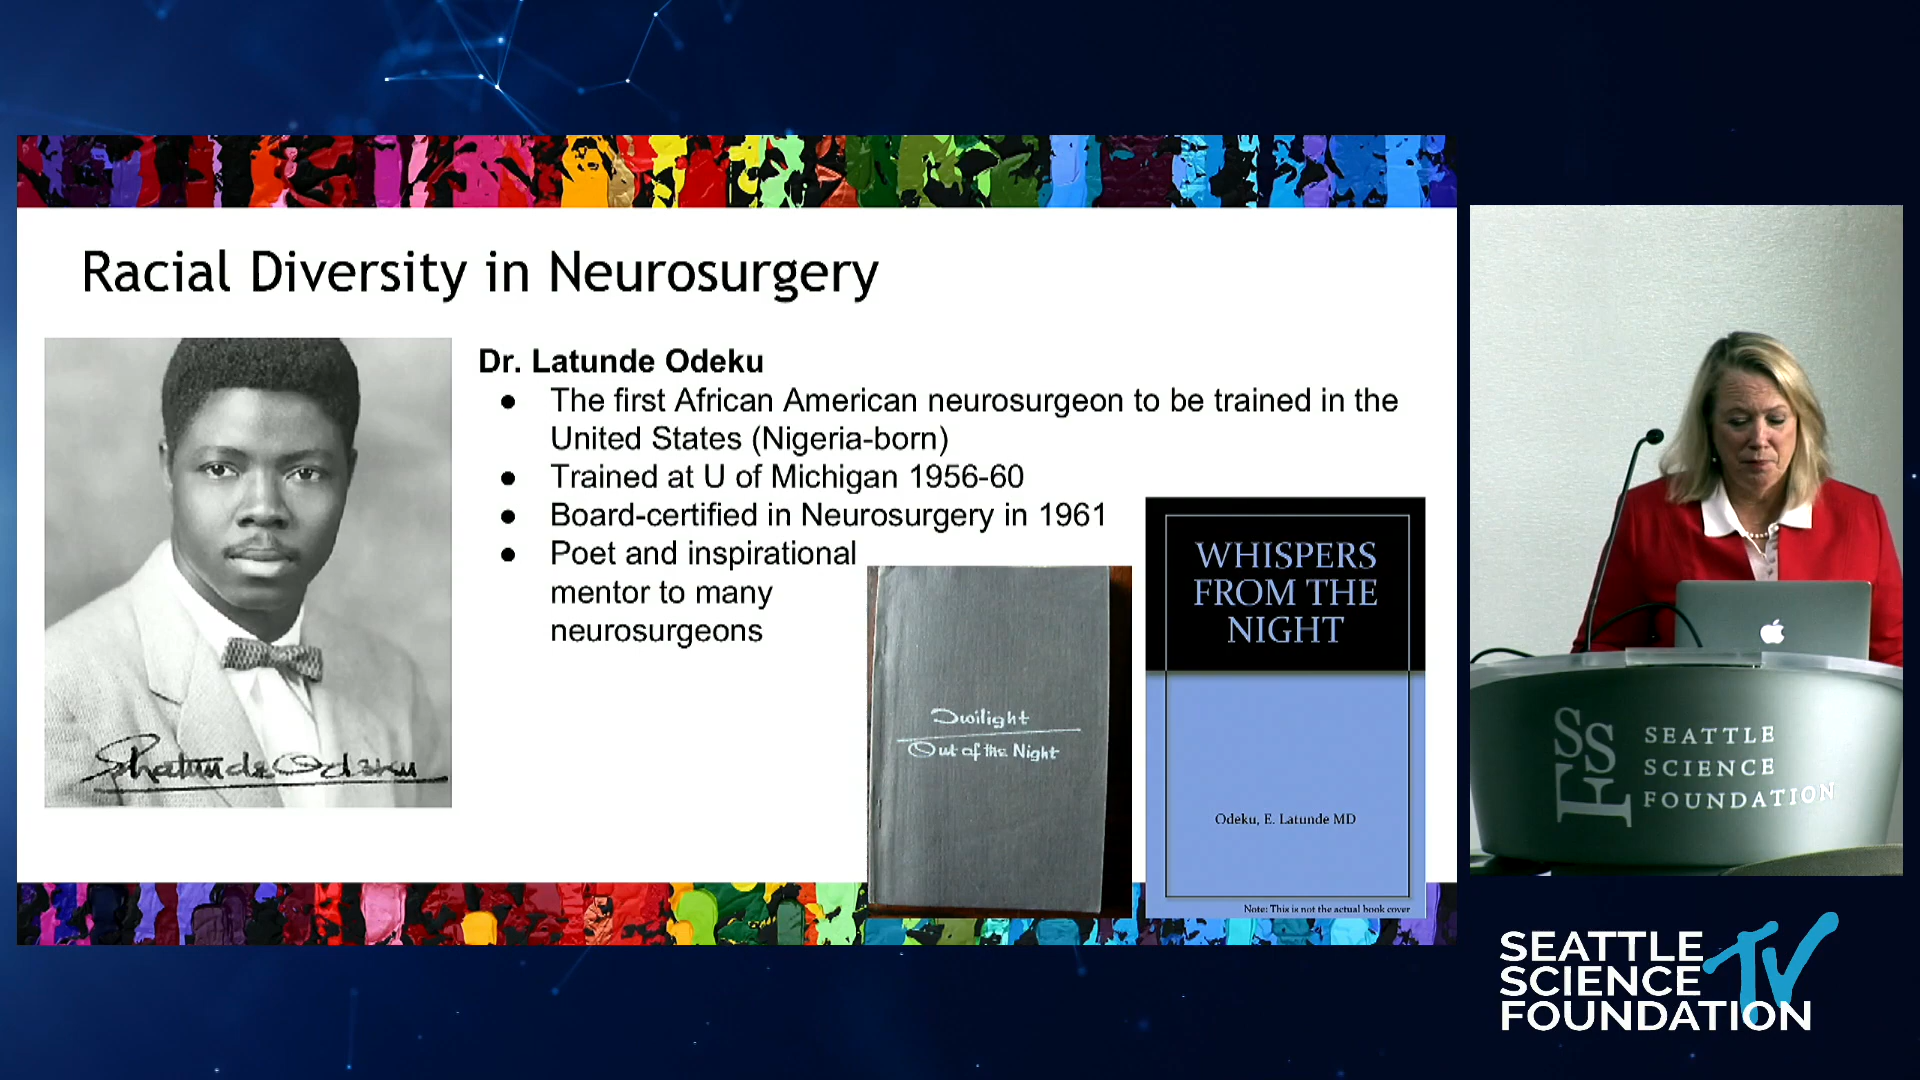 Racial Diversity in Neurosurgery
Dr. Latunde Odeku
● The first African American neurosurgeon to be trained in the
United States (Nigeria-born)
● Trained at U of Michigan 1956-60
● Board-certified in Neurosurgery in 1961
● Poet and inspirational
mentor to many
neurosurgeons
Latunde Odeku
Twilight
Out of the Night
WHISPERS
FROM THE
NIGHT
Odeku, E. Latunde MD
Note: This is not the actual book cover
SSF
SEATTLE
SCIENCE
FOUNDATION
SEATTLE
SCIENCE
FOUNDATION
TV